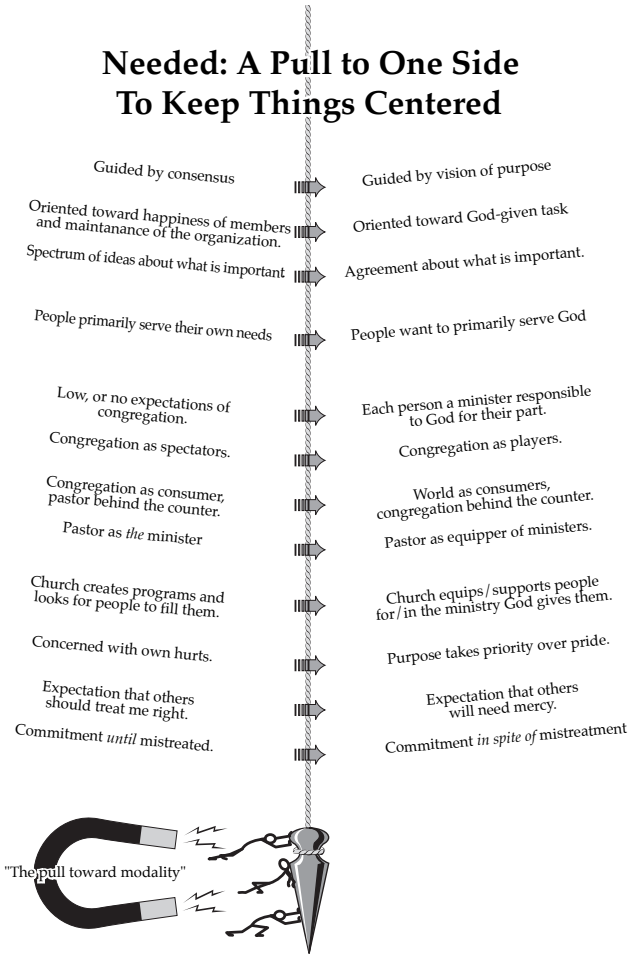 Needed: A Pull to One Side
To Keep Things Centered
Guided by consensus
Guided by vision of purpose
Oriented toward happiness of members
and maintanance of the organization.
Oriented toward God-given task
Spectrum of ideas about what is important
Agreement about what is important.
People primarily serve their own needs
People want to primarily serve God
Low, or no expectations of
congregation.
Each person a minister responsible
to God for their part.
Congregation as spectators.
Congregation as players.
Congregation as consumer,
pastor behind the counter.
World as consumers,
congregation behind the counter.
Pastor as the minister
Pastor as equipper of ministers.
Church creates programs and
looks for people to fill them.
Church equips/supports people
for/in the ministry God gives them.
Concerned with own hurts.
Purpose takes priority over pride.
Expectation that others
should treat me right.
Expectation that others
will need mercy.
Commitment until mistreated.
Commitment in spite of mistreatment
"The pull toward modality"